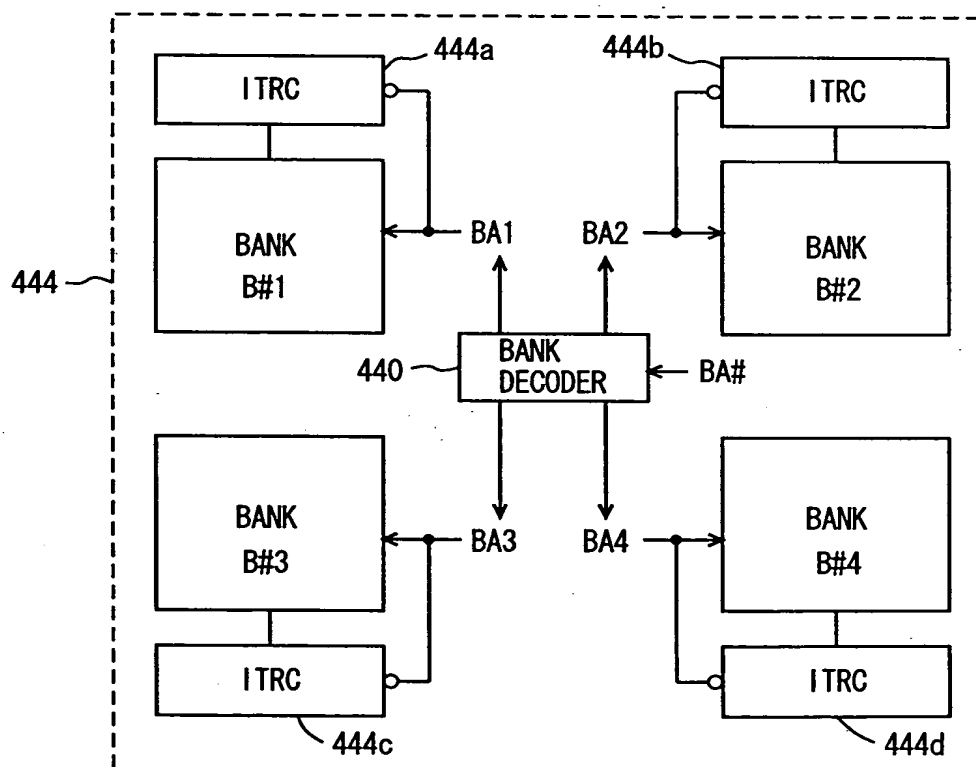 444a
444b
ITRC
ITRC
BANK
B#1
BA1
BA2
BANK
B#2
444
440
BANK
DECODER
BA#
BANK
B#3
BA3
BA4
BANK
B#4
ITRC
ITRC
444c
444d